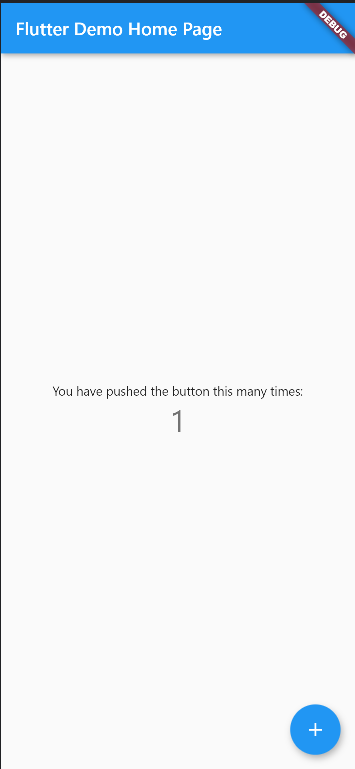 Flutter Demo Home Page
DEBUG
You have pushed the button this many times:
1
+